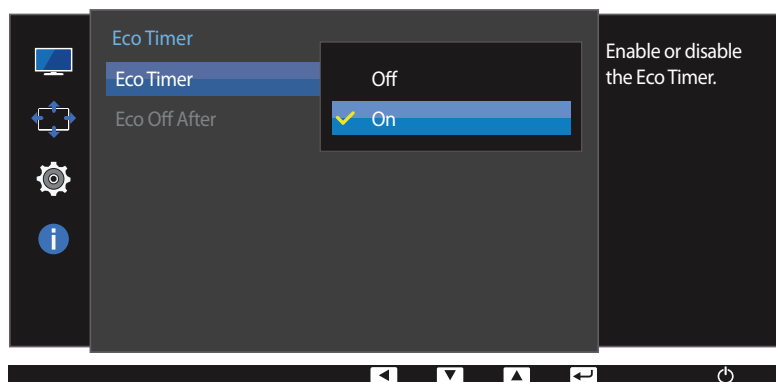 Eco Timer
Eco Timer
Off
Eco Off After
On
Enable or disable
the Eco Timer.